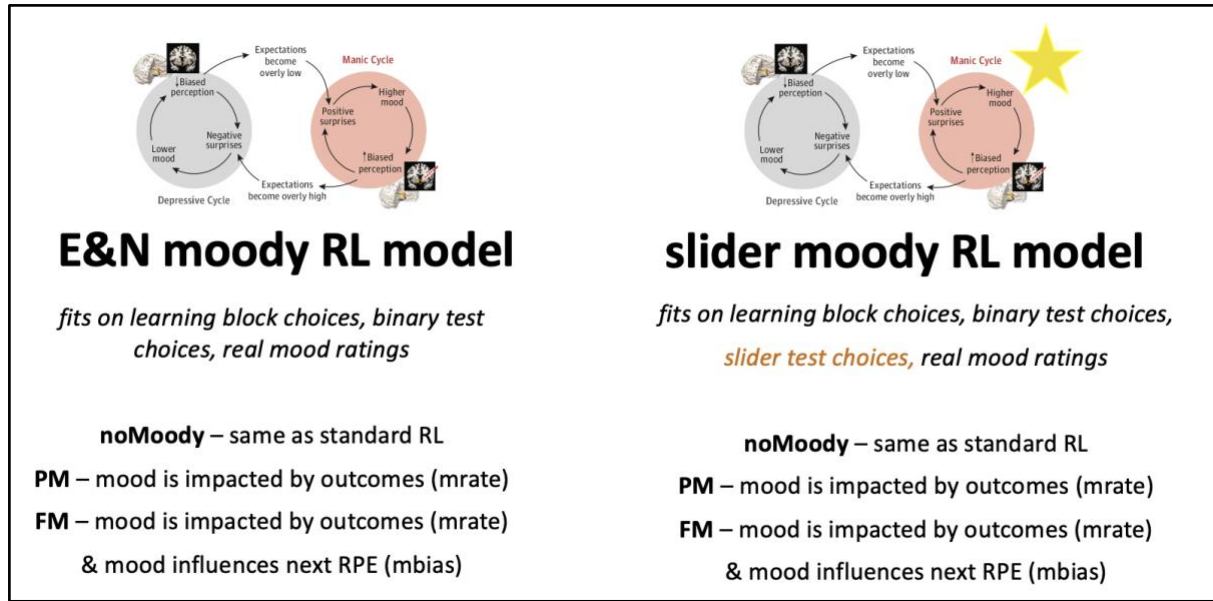 Expectations
become
overly low
Manic Cycle
↓Biased
perception
Higher
mood
Positive
surprises
Negative
surprises
Lower
mood
↑Biased
perception
Expectations
become overly high
Depressive Cycle
E&N moody RL model
fits on learning block choices, binary test
choices, real mood ratings
noMoody – same as standard RL
PM – mood is impacted by outcomes (mrate)
FM – mood is impacted by outcomes (mrate)
& mood influences next RPE (mbias)
Expectations
become
overly low
Manic Cycle
↓Biased
perception
Higher
mood
Positive
surprises
Negative
surprises
Lower
mood
↑Biased
perception
Expectations
become overly high
Depressive Cycle
slider moody RL model
fits on learning block choices, binary test choices,
slider test choices, real mood ratings
noMoody – same as standard RL
PM – mood is impacted by outcomes (mrate)
FM – mood is impacted by outcomes (mrate)
& mood influences next RPE (mbias)